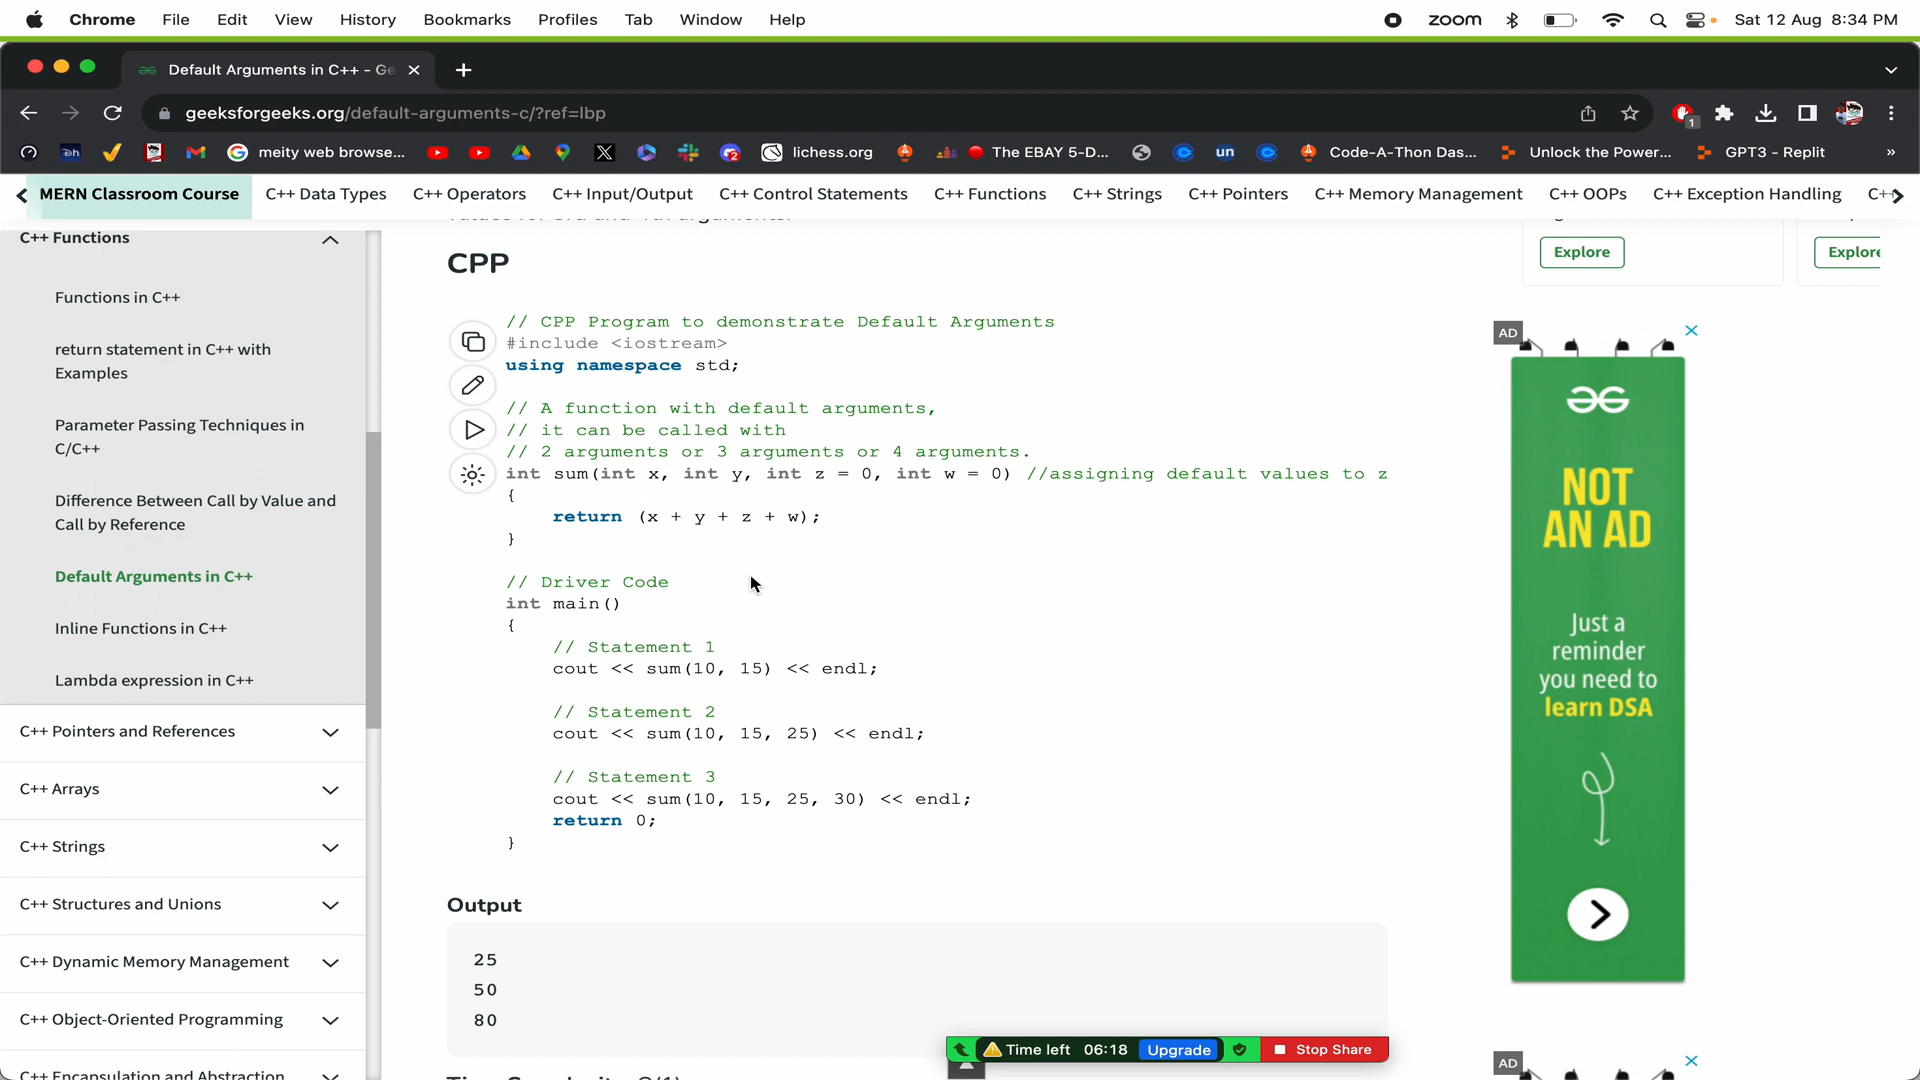 Chrome File Edit View History Bookmarks Profiles Tab Window Help
zoom Sat 12 Aug 8:34 PM
Default Arguments in C++ - Ge
geeksforgeeks.org/default-arguments-c/?ref=lbp
1
meity web browse...
2
lichess.org
The EBAY 5-D...
un
Code-A-Thon Das...
Unlock the Power...
GPT3 - Replit
»
MERN Classroom Course
C++ Data Types
C++ Operators
C++ Input/Output
C++ Control Statements
C++ Functions
C++ Strings
C++ Pointers
C++ Memory Management
C++ OOPs
C++ Exception Handling
C++
C++ Functions
Functions in C++
return statement in C++ with
Examples
Parameter Passing Techniques in
C/C++
Difference Between Call by Value and
Call by Reference
Default Arguments in C++
Inline Functions in C++
Lambda expression in C++
C++ Pointers and References
C++ Arrays
C++ Strings
C++ Structures and Unions
C++ Dynamic Memory Management
C++ Object-Oriented Programming
C++ Encapsulation and Abstraction
CPP
// CPP Program to demonstrate Default Arguments
#include <iostream>
using namespace std;
// A function with default arguments,
// it can be called with
// 2 arguments or 3 arguments or 4 arguments.
int sum(int x, int y, int z = 0, int w = 0) //assigning default values to z
{
return (x + y + z + w);
}
// Driver Code
int main()
{
// Statement 1
cout << sum(10, 15) << endl;
// Statement 2
cout << sum(10, 15, 25) << endl;
// Statement 3
cout << sum(10, 15, 25, 30) << endl;
return 0;
}
Output
25
50
80
Explore
Explore
AD
NOT
AN AD
Just a
reminder
you need to
learn DSA
AD
Time left 06:18 Upgrade Stop Share